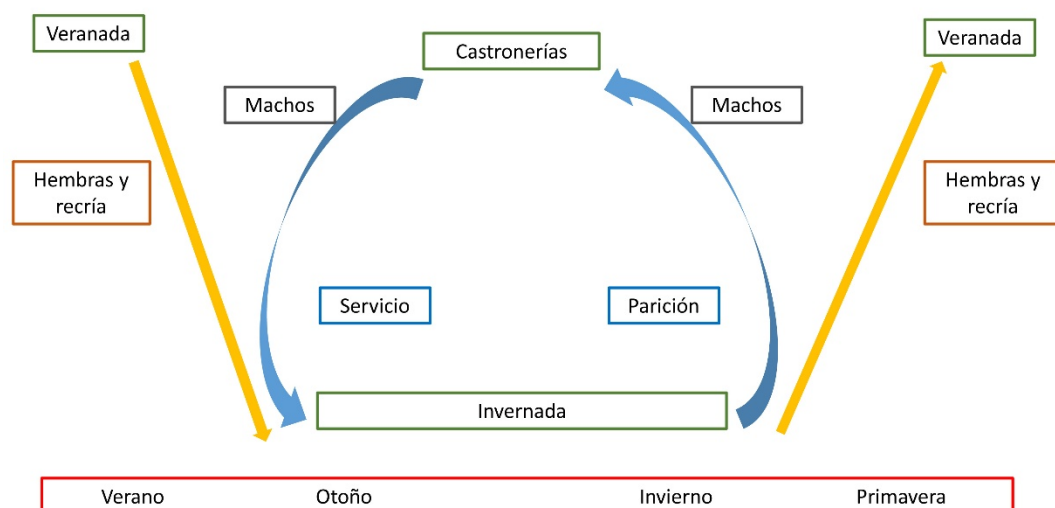 Veranada
Castronerías
Veranada
Machos
Machos
Hembras y
recría
Hembras y
recría
Servicio
Parición
Invernada
Verano
Otoño
Invierno
Primavera